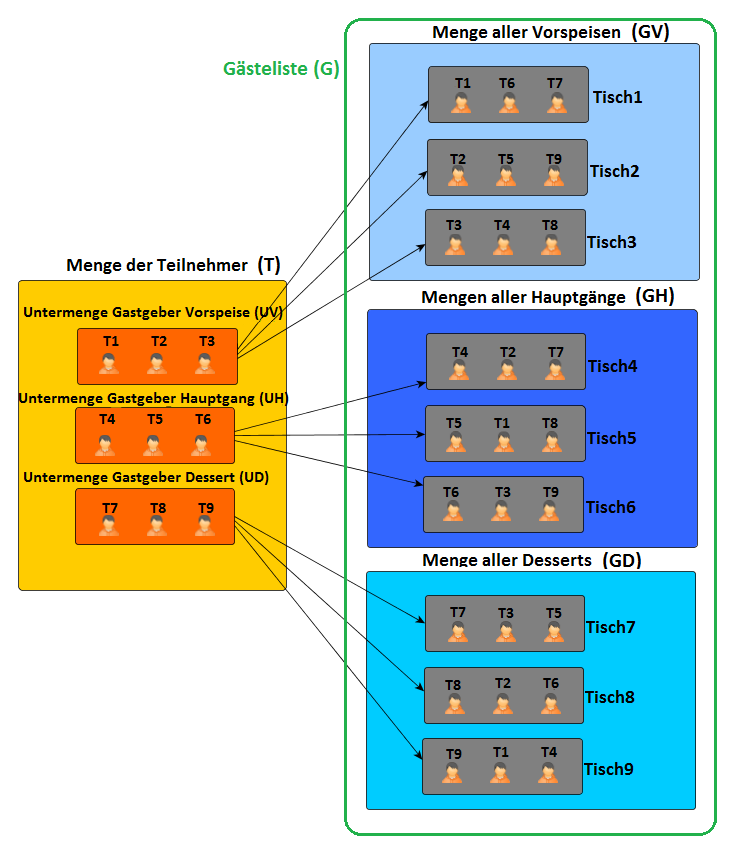 Gästeliste (G)
Menge aller Vorspeisen (GV)
T1 T6 T7
Tisch1
T2 T5 T9
Tisch2
T3 T4 T8
Tisch3
Menge der Teilnehmer (T)
Untermenge Gastgeber Vorspeise (UV)
T1 T2 T3
Untermenge Gastgeber Hauptgang (UH)
T4 T5 T6
Untermenge Gastgeber Dessert (UD)
T7 T8 T9
Mengen aller Hauptgänge (GH)
T4 T2 T7
Tisch4
T5 T1 T8
Tisch5
T6 T3 T9
Tisch6
Menge aller Desserts (GD)
T7 T3 T5
Tisch7
T8 T2 T6
Tisch8
T9 T1 T4
Tisch9